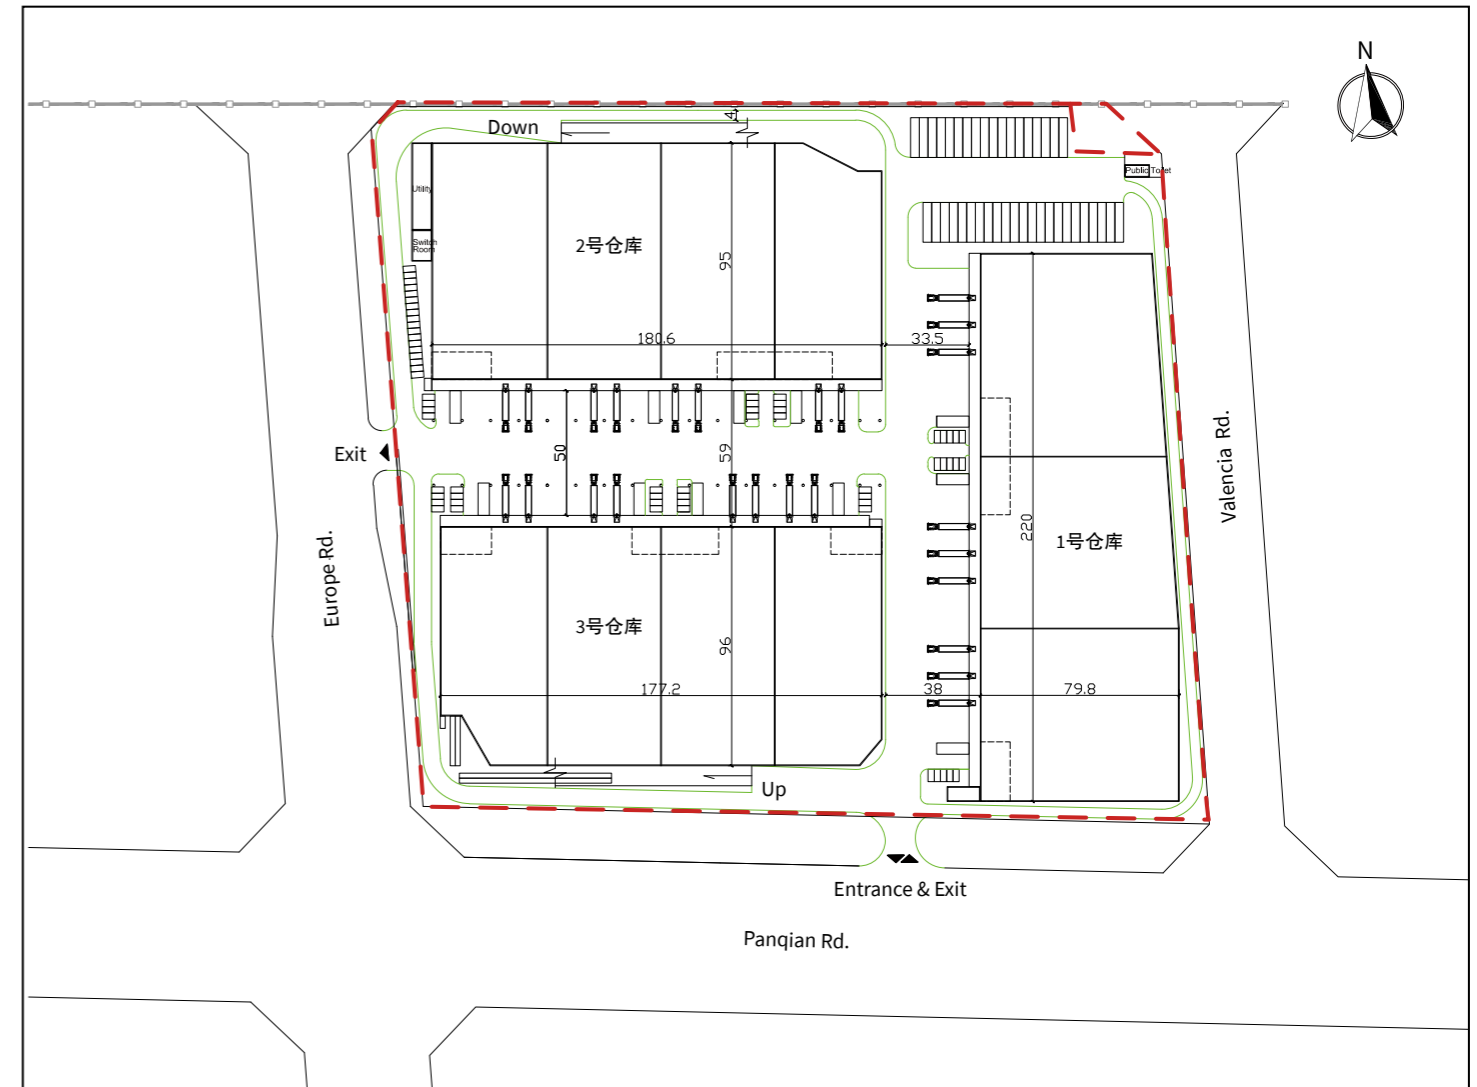 N
Down
4
Public Toilet
Utility
Switch
Room
2号仓库
95
180.6
33.5
Exit
50
59
Valencia Rd.
220
1号仓库
Europe Rd.
3号仓库
96
177.2
38
79.8
Up
Entrance & Exit
Panqian Rd.